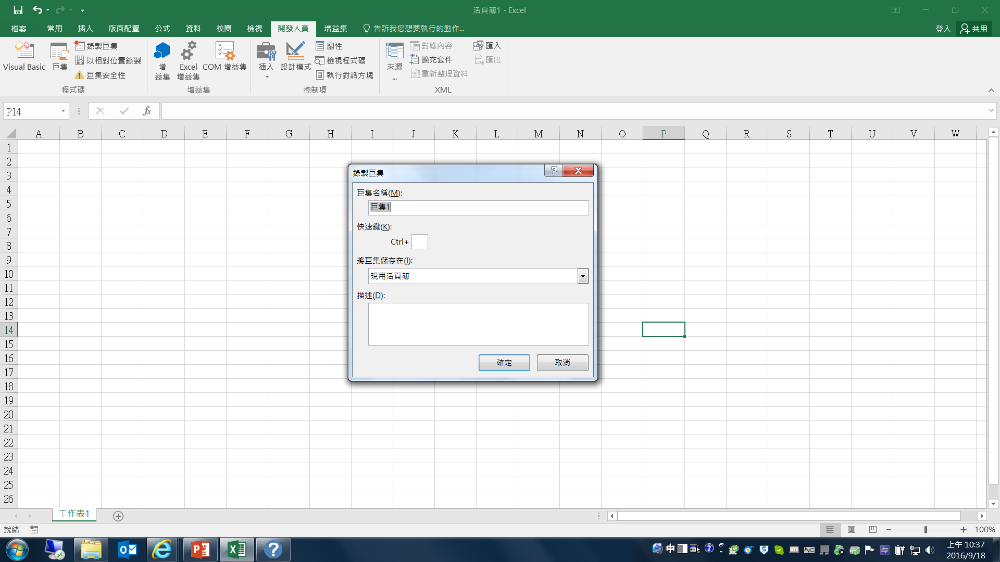 活頁簿1 - Excel
檔案 常用 插入 版面配置 公式 資料 校閱 檢視 開發人員 增益集 告訴我您想要執行的動作... 登入 共用
Visual Basic
巨集
錄製巨集
以相對位置錄製
巨集安全性
程式碼
增
益集
Excel
增益集
COM 增益集
增益集
插入
設計模式
屬性
檢視程式碼
執行對話方塊
控制項
來源
...
對應內容
擴充套件
重新整理資料
匯入
匯出
XML
P14
fx
A B C D E F G H I J K L M N O P Q R S T U V W
1
2
3
4
5
6
7
8
9
10
11
12
13
14
15
16
17
18
19
20
21
22
23
24
25
26
錄製巨集
巨集名稱(M):
巨集1
快速鍵(K):
Ctrl+
將巨集儲存在(I):
現用活頁簿
描述(D):
確定 取消
工作表1
就緒
100%
中
上午 10:37
2016/9/18